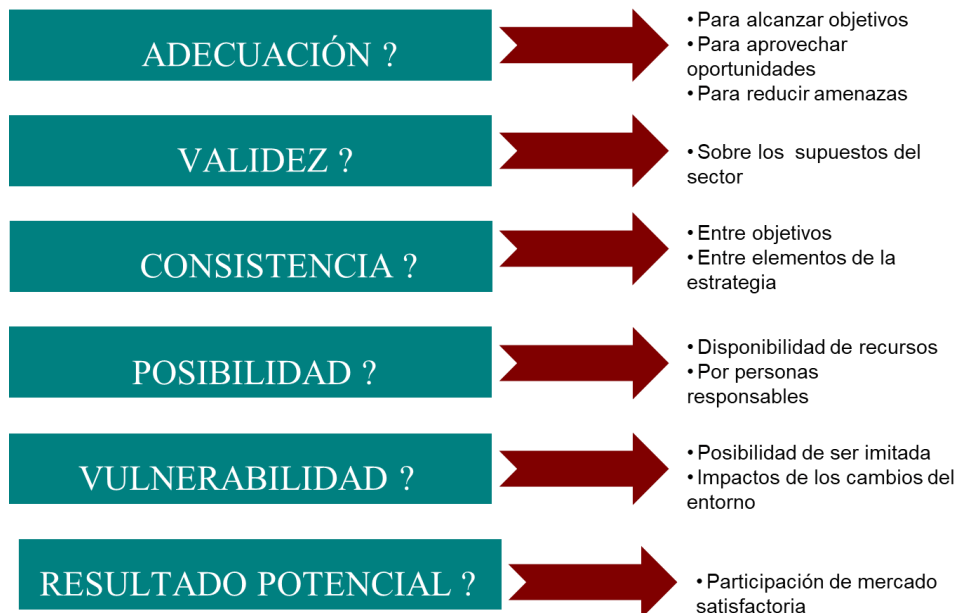 ADECUACIÓN ?
• Para alcanzar objetivos
• Para aprovechar
oportunidades
• Para reducir amenazas
VALIDEZ ?
• Sobre los supuestos del
sector
CONSISTENCIA ?
• Entre objetivos
• Entre elementos de la
estrategia
POSIBILIDAD ?
• Disponibilidad de recursos
• Por personas
responsables
VULNERABILIDAD ?
• Posibilidad de ser imitada
• Impactos de los cambios del
entorno
RESULTADO POTENCIAL ?
• Participación de mercado
satisfactoria